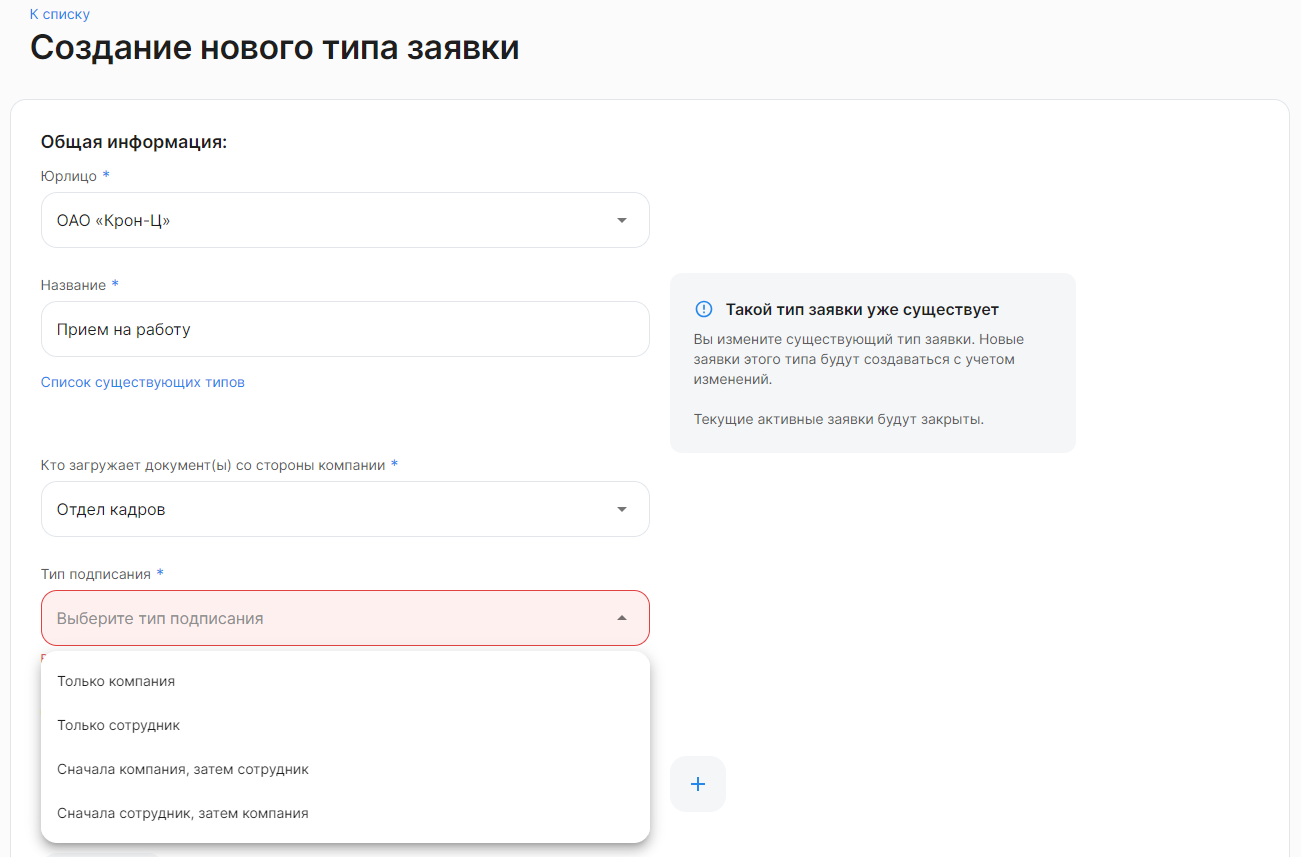 К списку
Создание нового типа заявки
Общая информация:
Юрлицо *
ОАО «Крон-Ц»
Название *
Прием на работу
Список существующих типов
Такой тип заявки уже существует
Вы измените существующий тип заявки. Новые
заявки этого типа будут создаваться с учетом
изменений.
Текущие активные заявки будут закрыты.
Кто загружает документ(ы) со стороны компании *
Отдел кадров
Тип подписания *
Выберите тип подписания
Только компания
Только сотрудник
Сначала компания, затем сотрудник
Сначала сотрудник, затем компания